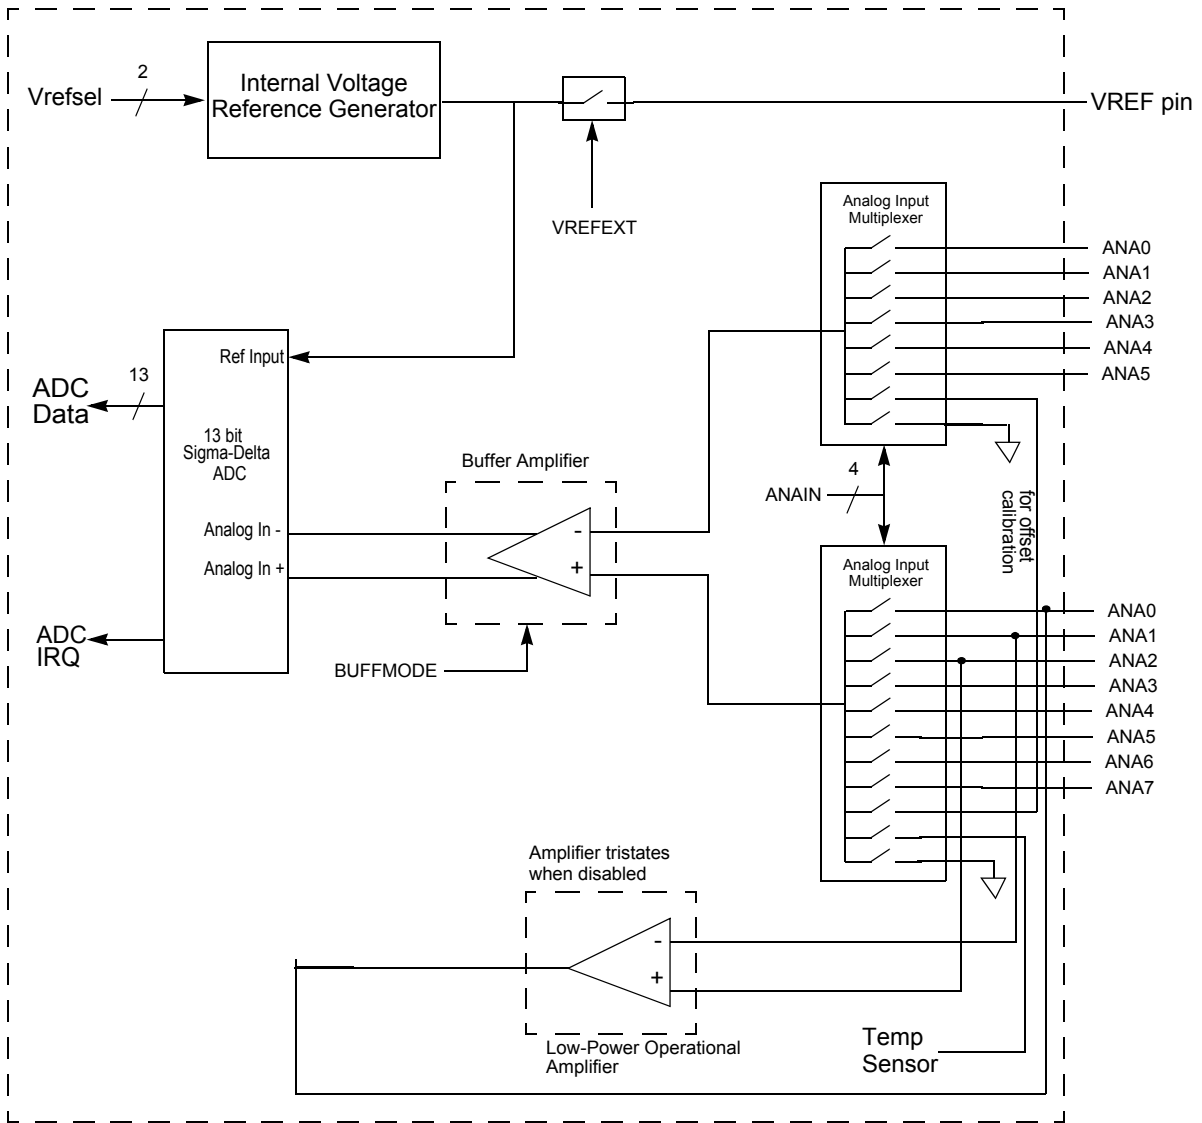 Vrefsel
2
Internal Voltage
Reference Generator
VREF pin
VREFEXT
Analog Input
Multiplexer
ANA0
ANA1
ANA2
ANA3
ANA4
ANA5
Ref Input
ADC
Data
13
13 bit
Sigma-Delta
ADC
Analog In -
Analog In +
ADC
IRQ
Buffer Amplifier
-
+
BUFFMODE
ANAIN
4
for offset
calibration
Analog Input
Multiplexer
ANA0
ANA1
ANA2
ANA3
ANA4
ANA5
ANA6
ANA7
Amplifier tristates
when disabled
-
+
Low-Power Operational
Amplifier
Temp
Sensor